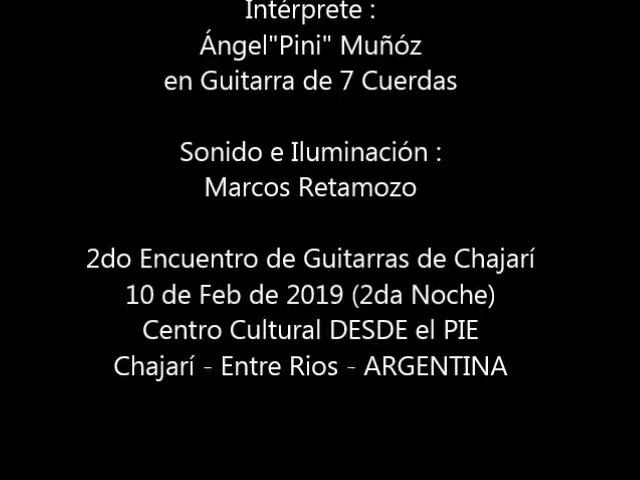 Intérprete :
Ángel"Pini" Muñóz
en Guitarra de 7 Cuerdas
Sonido e Iluminación :
Marcos Retamozo
2do Encuentro de Guitarras de Chajarí
10 de Feb de 2019 (2da Noche)
Centro Cultural DESDE el PIE
Chajarí - Entre Rios - ARGENTINA